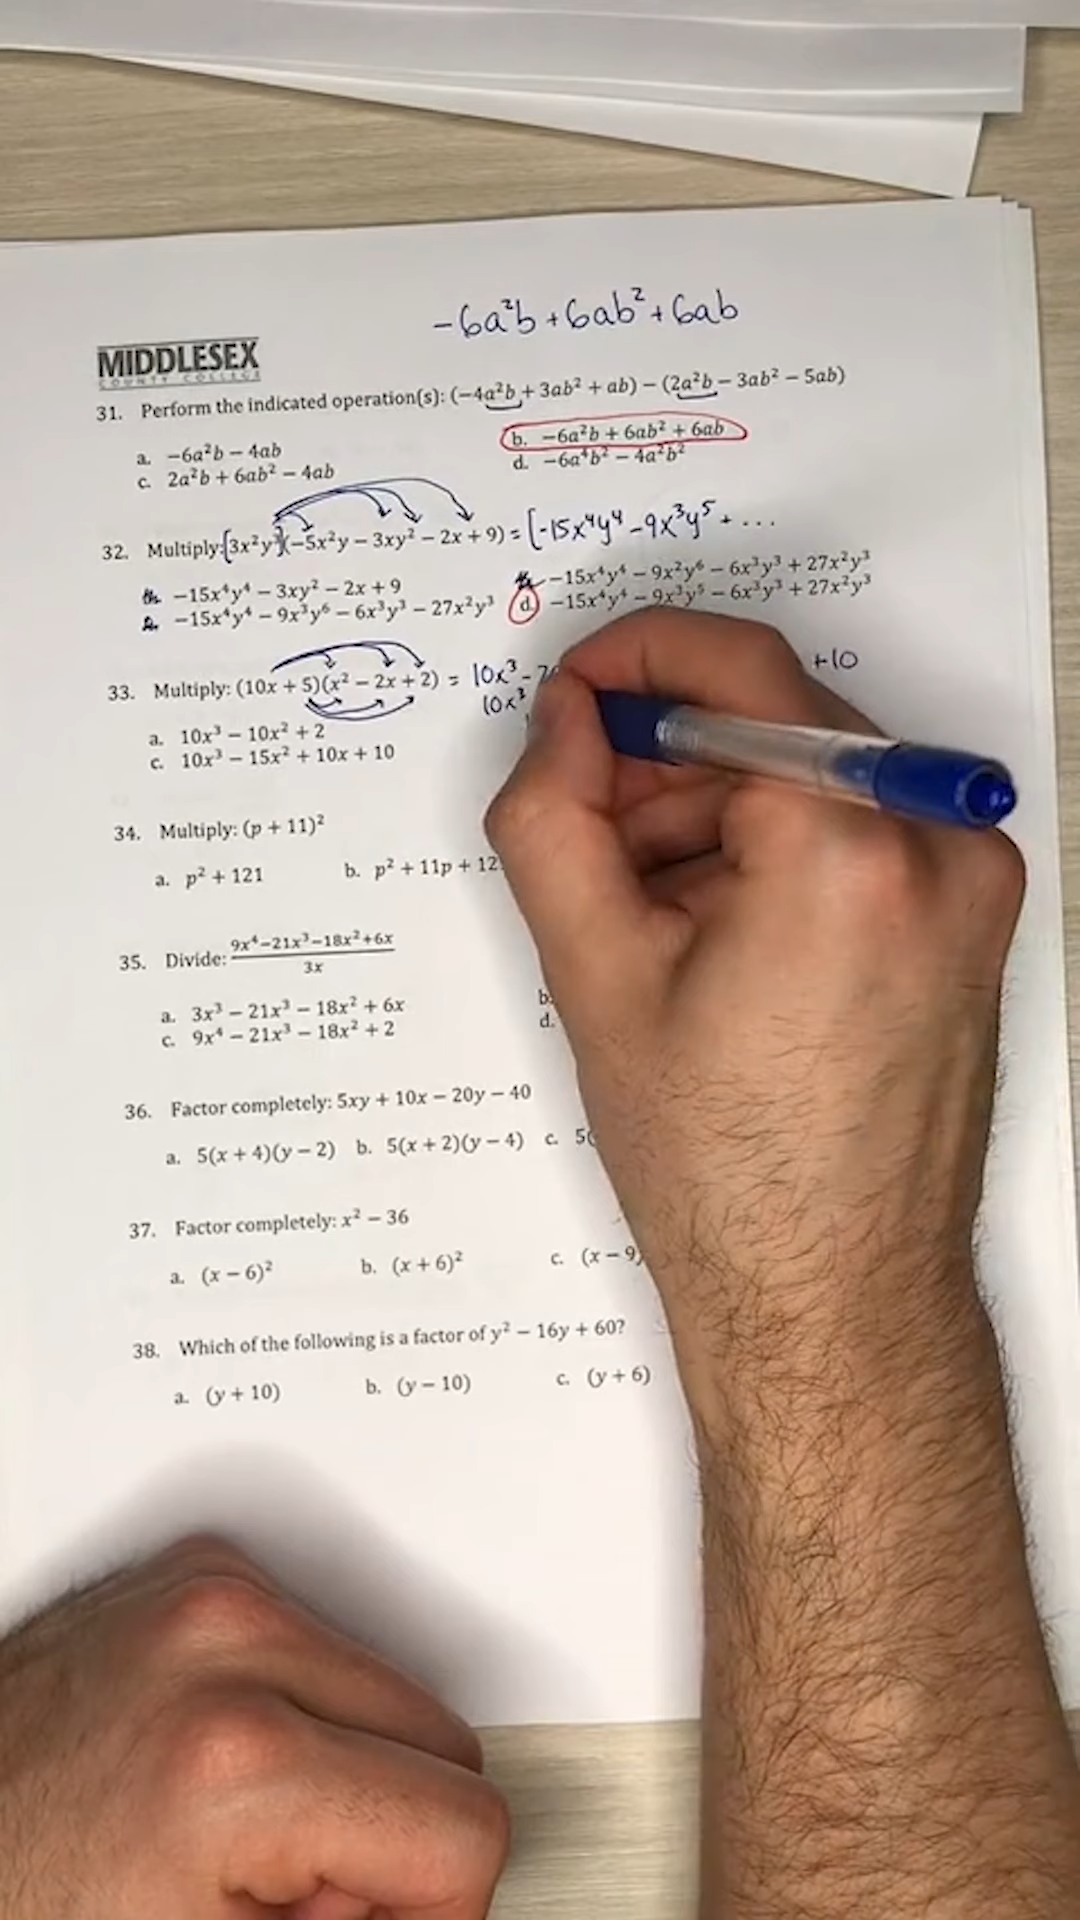 -6a²b + 6ab² + 6ab
MIDDLESEX
COUNTY COLLEGE
31. Perform the indicated operation(s): (−4a²b + 3ab² + ab) − (2a²b − 3ab² − 5ab)
a. −6a²b − 4ab
b. −6a²b + 6ab² + 6ab
c. 2a²b + 6ab² − 4ab
d. −6a⁴b² − 4a²b²
32. Multiply: (3x²y³)(−5x²y − 3xy² − 2x + 9) = [-15x⁴y⁴ - 9x³y⁵ + ...
−15x⁴y⁴ − 3xy² − 2x + 9
−15x⁴y⁴ − 9x²y⁶ − 6x³y³ + 27x²y³
−15x⁴y⁴ − 9x³y⁶ − 6x³y³ − 27x²y³
d. −15x⁴y⁴ − 9x³y⁵ − 6x³y³ + 27x²y³
33. Multiply: (10x + 5)(x² − 2x + 2) = 10x³ - +10
10x³
a. 10x³ − 10x² + 2
c. 10x³ − 15x² + 10x + 10
34. Multiply: (p + 11)²
a. p² + 121 b. p² + 11p + 12
35. Divide: 9x⁴−21x³−18x²+6x
3x
a. 3x³ − 21x³ − 18x² + 6x b.
c. 9x⁴ − 21x³ − 18x² + 2 d.
36. Factor completely: 5xy + 10x − 20y − 40
a. 5(x + 4)(y − 2) b. 5(x + 2)(y − 4) c. 5(
37. Factor completely: x² − 36
a. (x − 6)² b. (x + 6)² c. (x − 9)
38. Which of the following is a factor of y² − 16y + 60?
a. (y + 10) b. (y − 10) c. (y + 6)